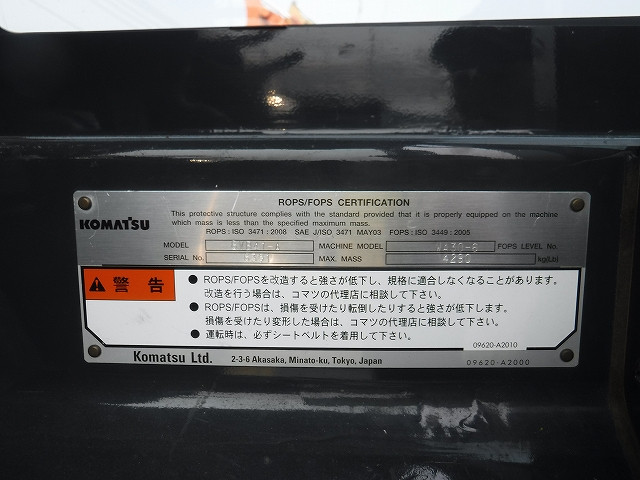 ROPS/FOPS CERTIFICATION
KOMATSU
This protective structure complies with the standard provided that it is properly equipped on the machine
which mass is less than the specified maximum mass.
ROPS : ISO 3471 : 2008 SAE J/ISO 3471 MAY03 FOPS : ISO 3449 : 2005
MODEL MACHINE MODEL WA30-6 FOPS LEVEL No.
SERIAL No. MAX. MASS kg(Lb)
警告
● ROPS/FOPSを改造すると強さが低下し、規格に適合しなくなることがあります。
改造を行う場合は、コマツの代理店に相談して下さい。
● ROPS/FOPSは、損傷を受けたり転倒したりすると強さが低下します。
損傷を受けたり変形した場合は、コマツの代理店に相談して下さい。
● 運転時は、必ずシートベルトを着用して下さい。
09620-A2010
Komatsu Ltd. 2-3-6 Akasaka, Minato-ku, Tokyo, Japan 09620-A2000